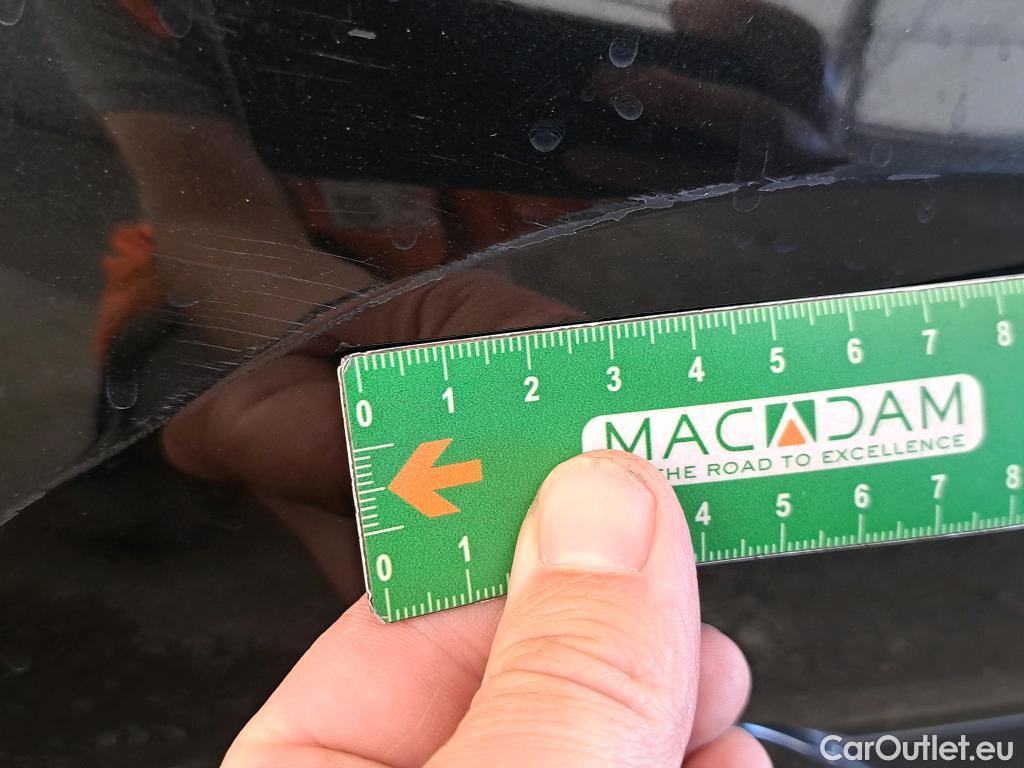 0 1 2 3 4 5 6 7 8
MACADAM
HE ROAD TO EXCELLENCE
0 1 4 5 6 7 8
CarOutlet.eu